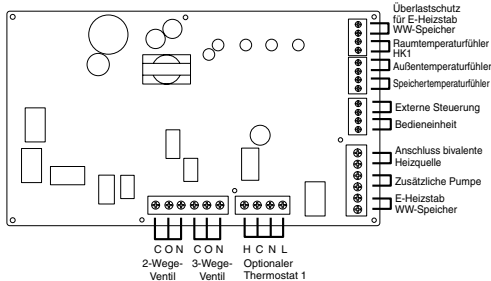 Überlastschutz
für E-Heizstab
WW-Speicher
Raumtemperaturfühler
HK1
Außentemperaturfühler
Speichertemperaturfühler
Externe Steuerung
Bedieneinheit
Anschluss bivalente
Heizquelle
Zusätzliche Pumpe
E-Heizstab
WW-Speicher
C O N C O N H C N L
2-Wege-
Ventil
3-Wege-
Ventil
Optionaler
Thermostat 1